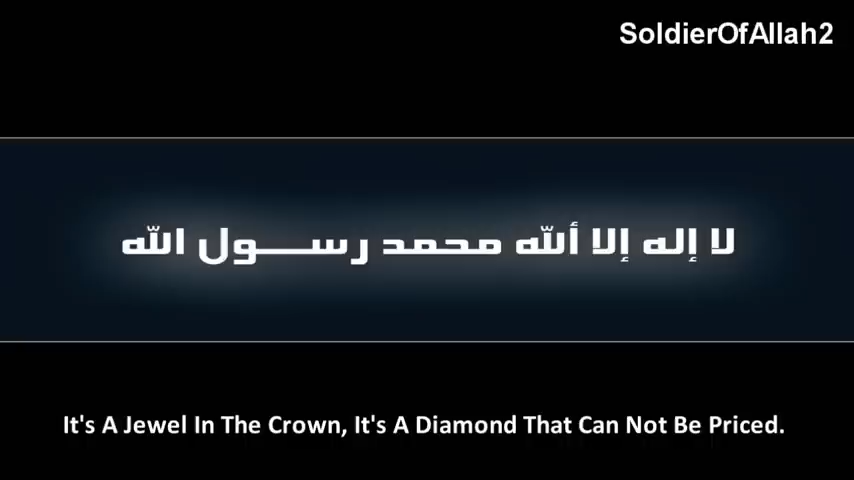 SoldierOfAllah2
لا إله إلا ألله محمد رســـول الله
It's A Jewel In The Crown, It's A Diamond That Can Not Be Priced.